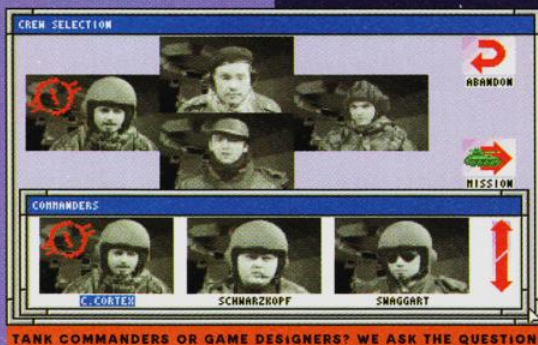 CREW SELECTION
ABANDON
MISSION
COMMANDERS
C.CORTEX
SCHWARZKOPF
SWAGGART
TANK COMMANDERS OR GAME DESIGNERS? WE ASK THE QUESTION